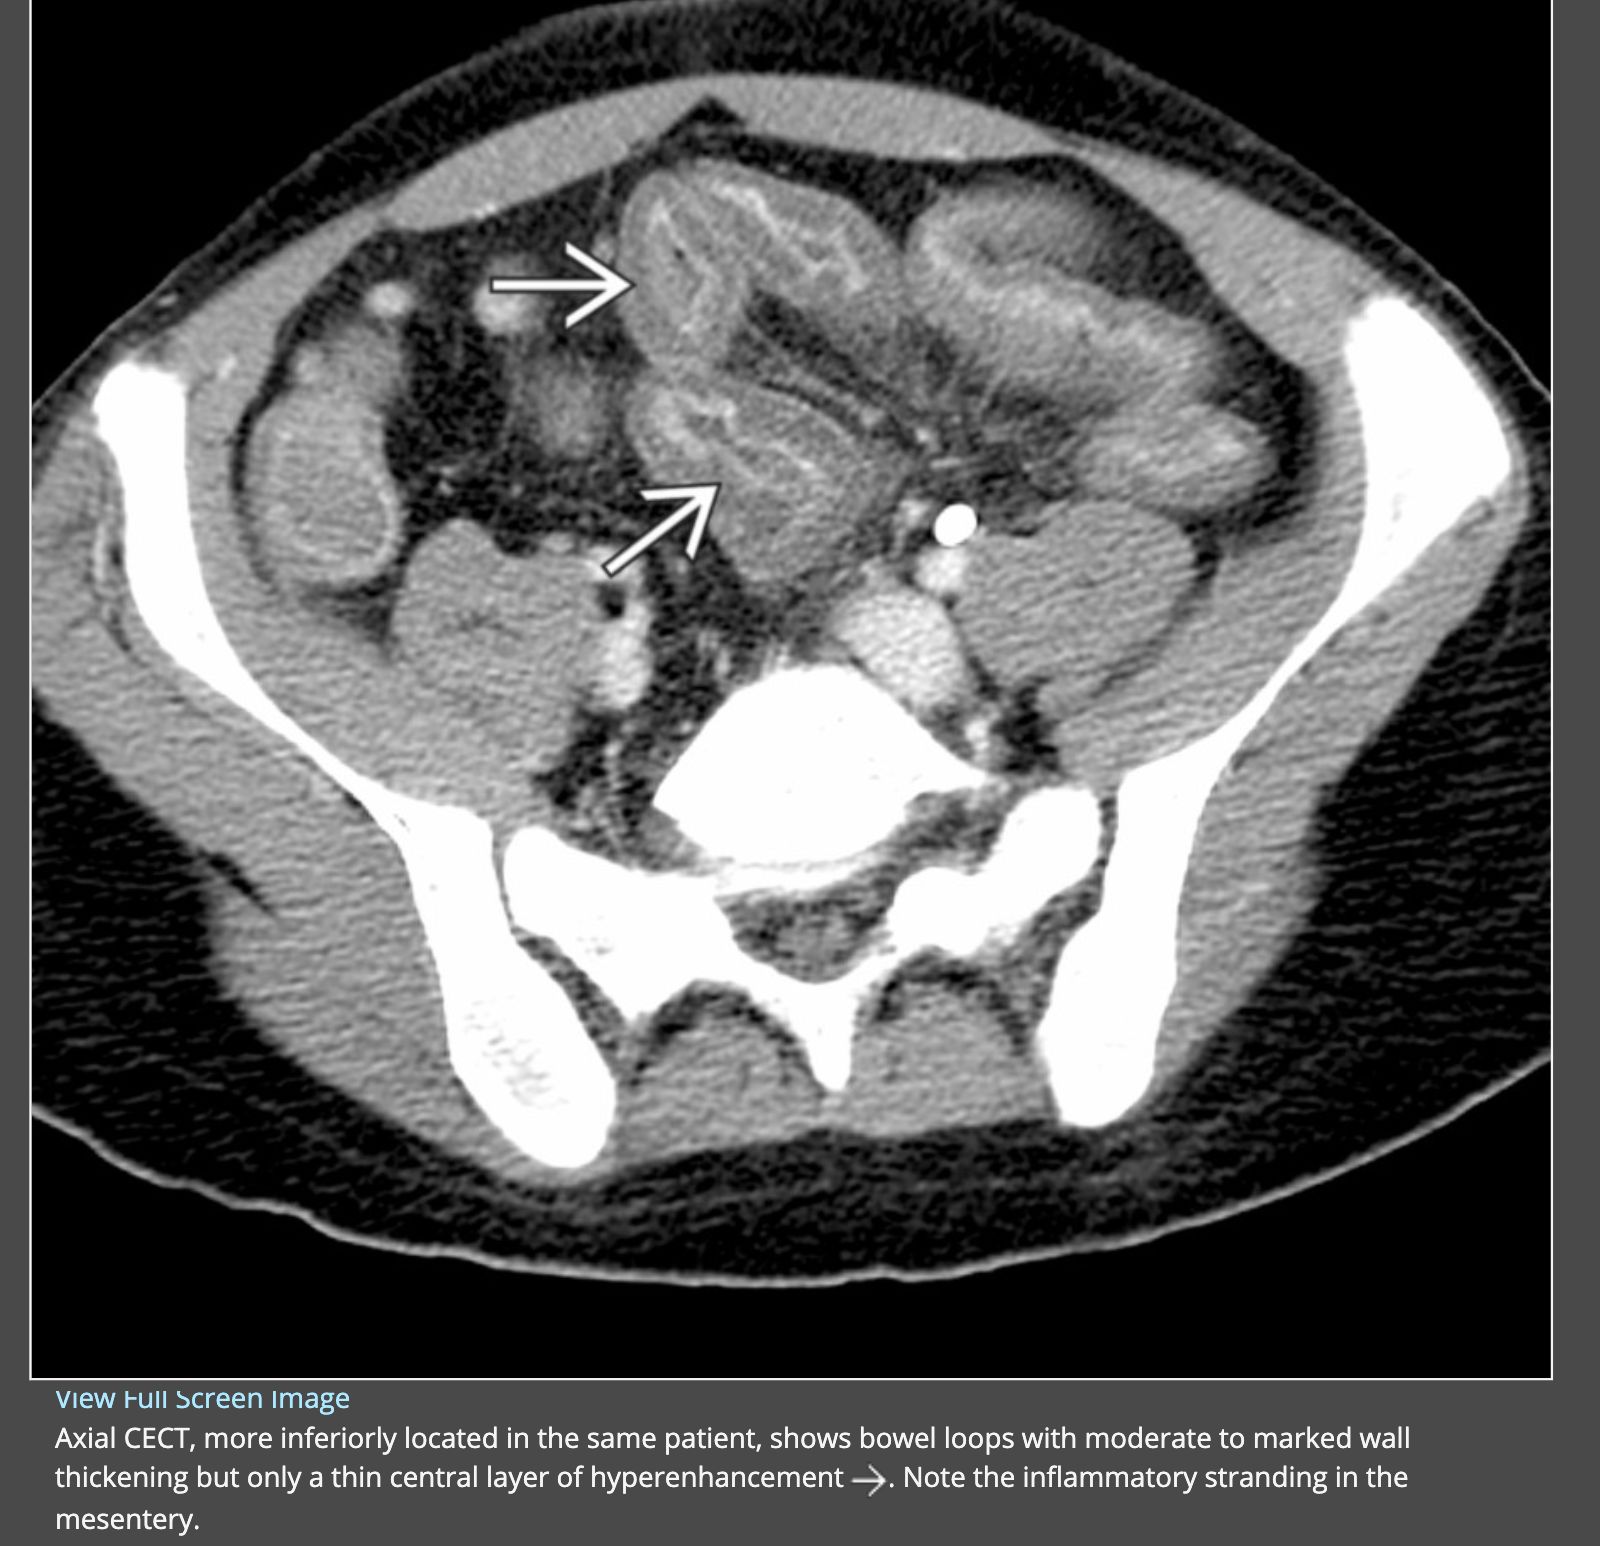 View Full Screen Image
Axial CECT, more inferiorly located in the same patient, shows bowel loops with moderate to marked wall
thickening but only a thin central layer of hyperenhancement →. Note the inflammatory stranding in the
mesentery.